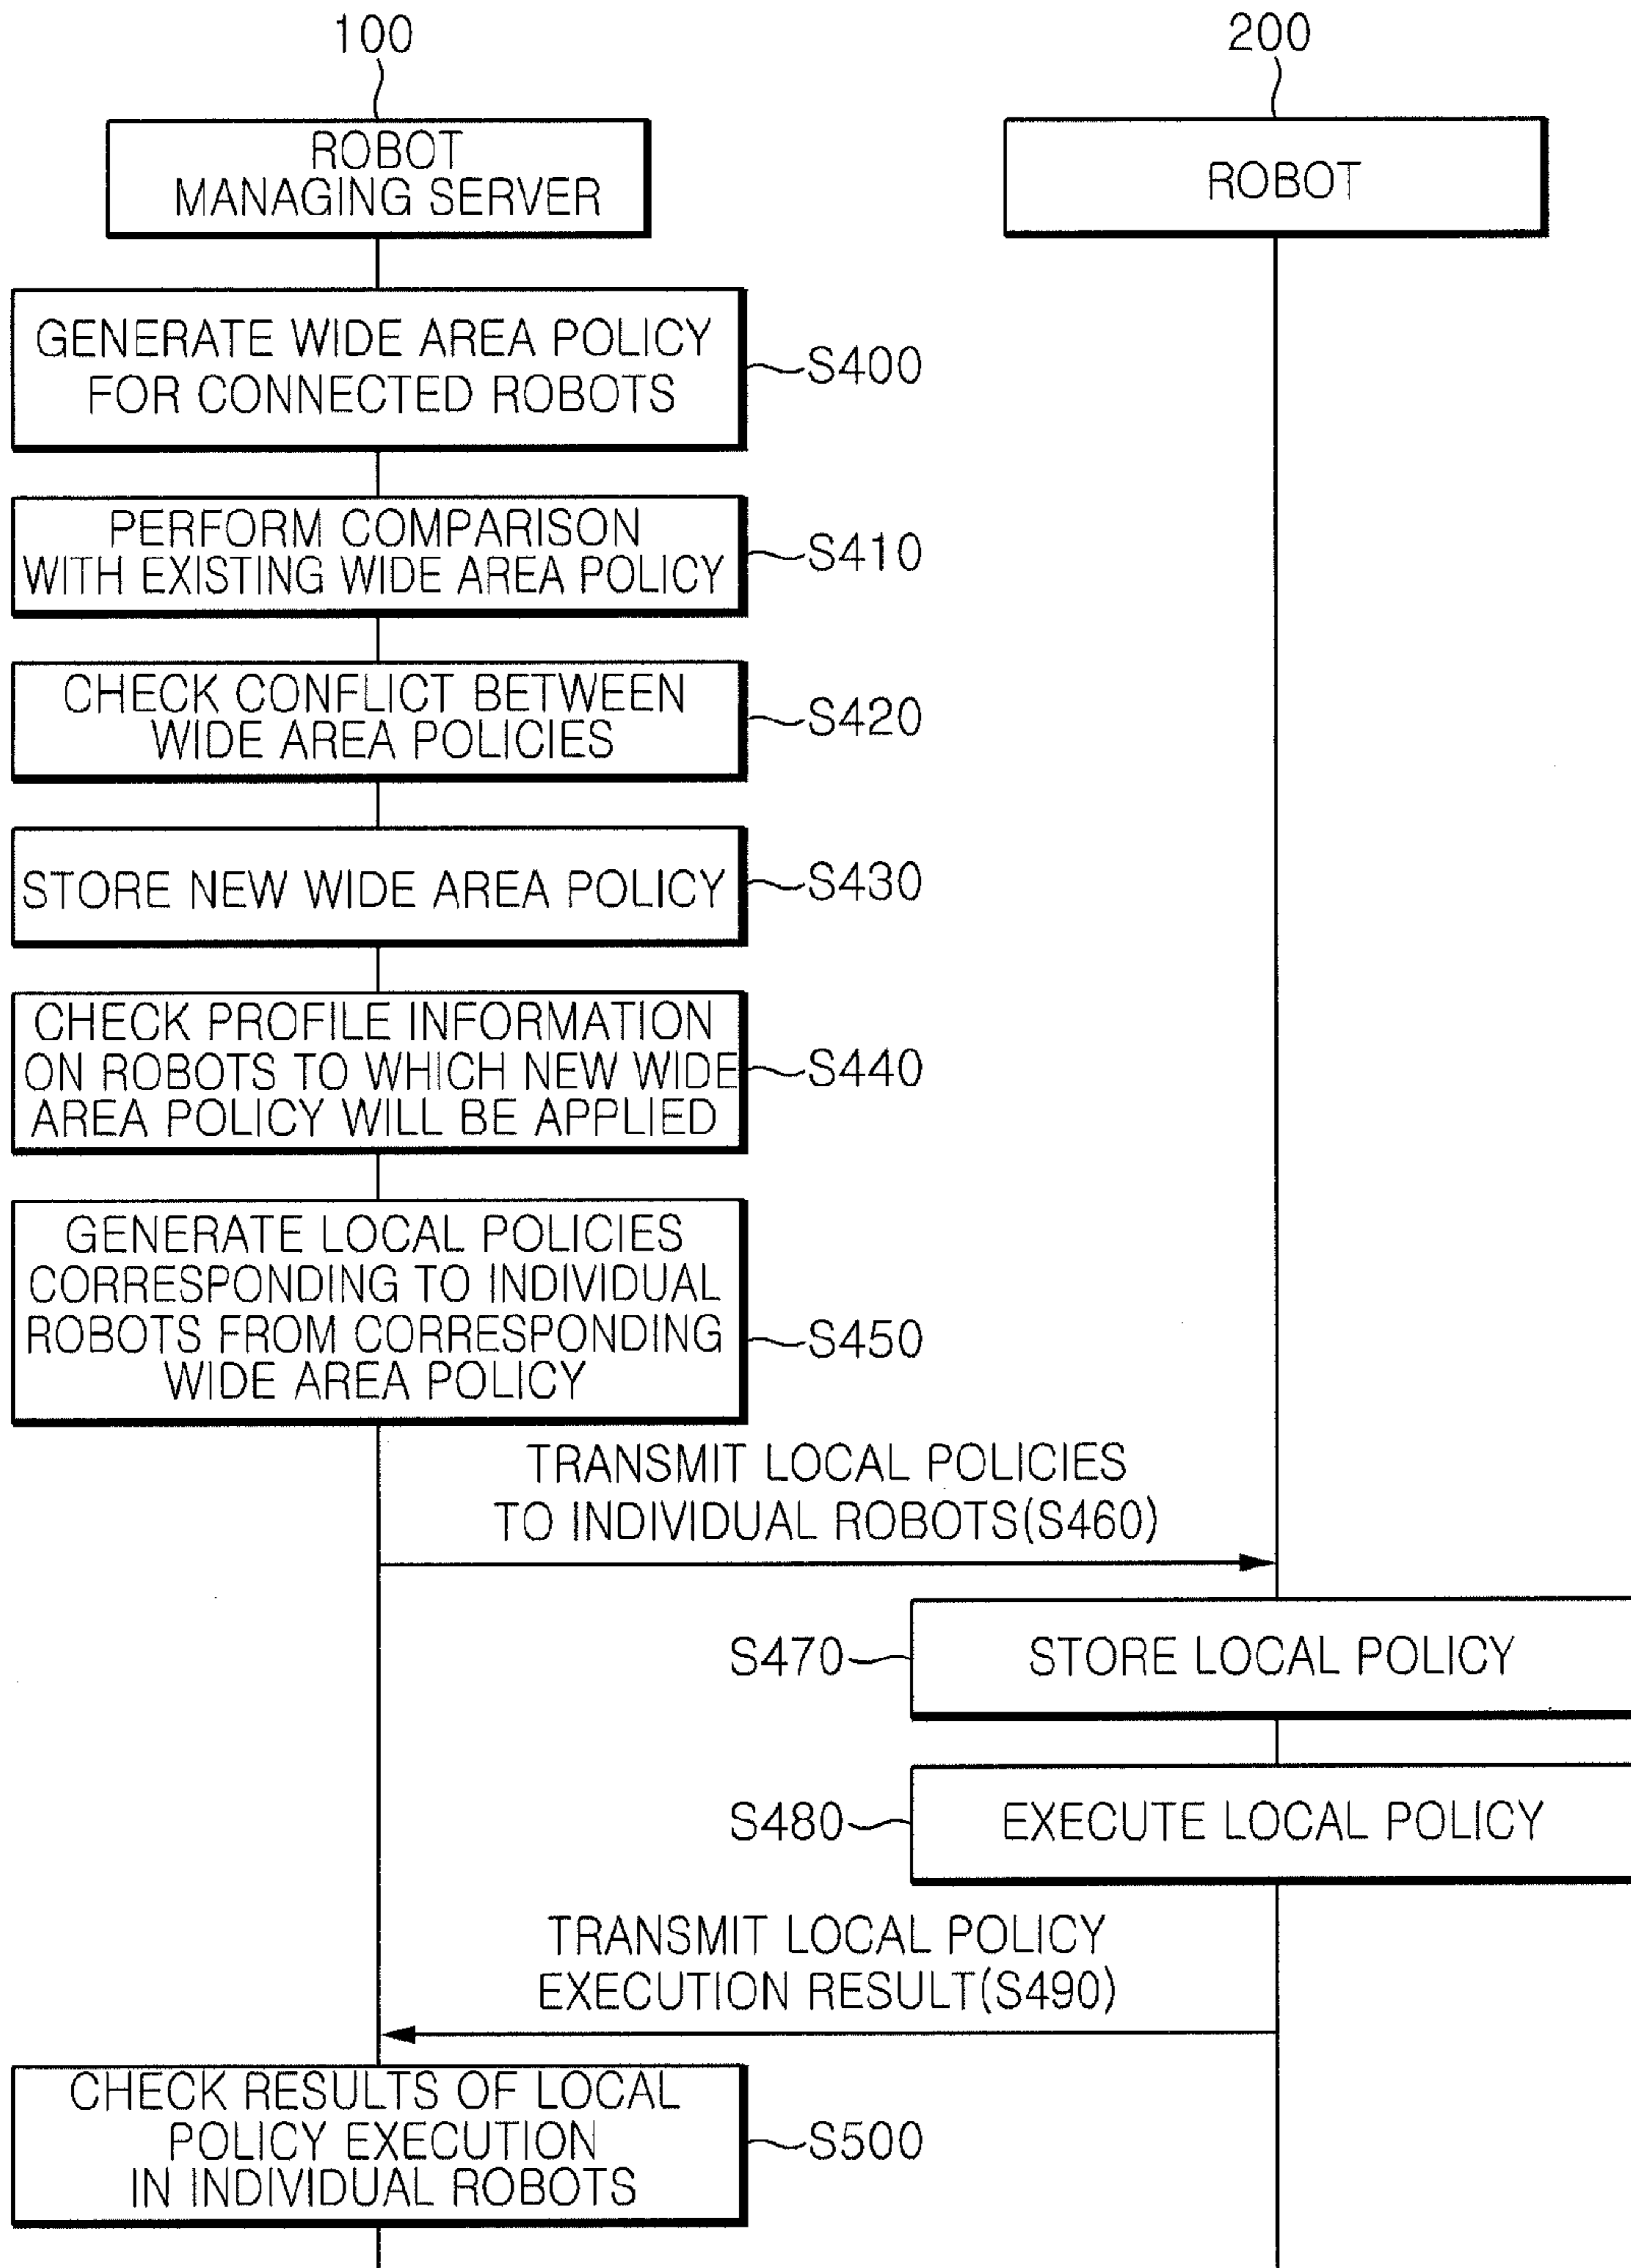 100
200
ROBOT
MANAGING SERVER
ROBOT
GENERATE WIDE AREA POLICY
FOR CONNECTED ROBOTS
S400
PERFORM COMPARISON
WITH EXISTING WIDE AREA POLICY
S410
CHECK CONFLICT BETWEEN
WIDE AREA POLICIES
S420
STORE NEW WIDE AREA POLICY
S430
CHECK PROFILE INFORMATION
ON ROBOTS TO WHICH NEW WIDE
AREA POLICY WILL BE APPLIED
S440
GENERATE LOCAL POLICIES
CORRESPONDING TO INDIVIDUAL
ROBOTS FROM CORRESPONDING
WIDE AREA POLICY
S450
TRANSMIT LOCAL POLICIES
TO INDIVIDUAL ROBOTS(S460)
S470
STORE LOCAL POLICY
S480
EXECUTE LOCAL POLICY
TRANSMIT LOCAL POLICY
EXECUTION RESULT(S490)
CHECK RESULTS OF LOCAL
POLICY EXECUTION
IN INDIVIDUAL ROBOTS
S500